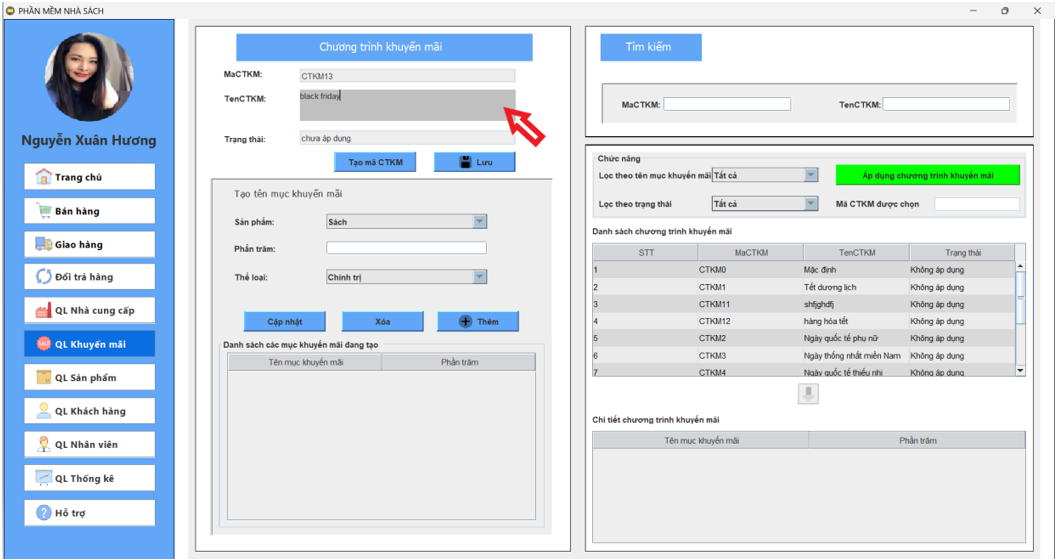 PHẦN MỀM NHÀ SÁCH
Nguyễn Xuân Hương
Trang chủ
Bán hàng
Giao hàng
Đổi trả hàng
QL Nhà cung cấp
QL Khuyến mãi
QL Sản phẩm
QL Khách hàng
QL Nhân viên
QL Thống kê
Hỗ trợ
Chương trình khuyến mãi
MaCTKM: CTKM13
TenCTKM: black friday
Trạng thái: chưa áp dụng
Tạo mã CTKM Lưu
Tạo tên mục khuyến mãi
Sản phẩm: Sách
Phần trăm:
Thể loại: Chính trị
Cập nhật Xóa Thêm
Danh sách các mục khuyến mãi đang tạo
Tên mục khuyến mãi Phần trăm
Tìm kiếm
MaCTKM: TenCTKM:
Chức năng
Lọc theo tên mục khuyến mãi Tất cả Áp dụng chương trình khuyến mãi
Lọc theo trạng thái Tất cả Mã CTKM được chọn
Danh sách chương trình khuyến mãi
STT MaCTKM TenCTKM Trạng thái
1 CTKM0 Mặc định Không áp dụng
2 CTKM1 Tết dương lịch Không áp dụng
3 CTKM11 shfjghdfj Không áp dụng
4 CTKM12 hàng hóa tết Không áp dụng
5 CTKM2 Ngày quốc tế phụ nữ Không áp dụng
6 CTKM3 Ngày thống nhất miền Nam Không áp dụng
7 CTKM4 Ngày quốc tế thiếu nhi Không áp dụng
Chi tiết chương trình khuyến mãi
Tên mục khuyến mãi Phần trăm